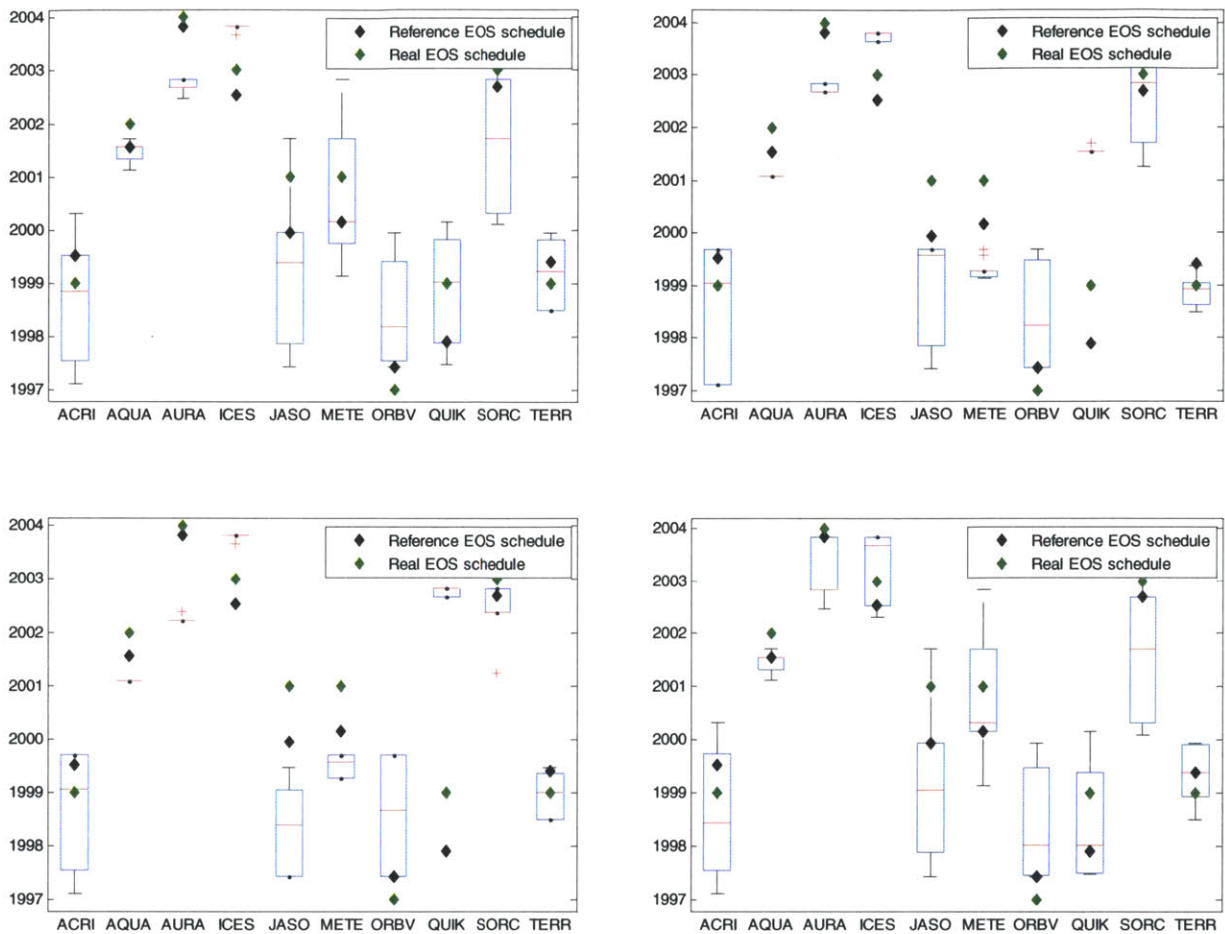 2004
2003
2002
2001
2000
1999
1998
1997
Reference EOS schedule
Real EOS schedule
ACRI AQUA AURA ICES JASO METE ORBV QUIK SORC TERR
2004
2003
2002
2001
2000
1999
1998
1997
Reference EOS schedule
Real EOS schedule
ACRI AQUA AURA ICES JASO METE ORBV QUIK SORC TERR
2004
2003
2002
2001
2000
1999
1998
1997
Reference EOS schedule
Real EOS schedule
ACRI AQUA AURA ICES JASO METE ORBV QUIK SORC TERR
2004
2003
2002
2001
2000
1999
1998
1997
Reference EOS schedule
Real EOS schedule
ACRI AQUA AURA ICES JASO METE ORBV QUIK SORC TERR